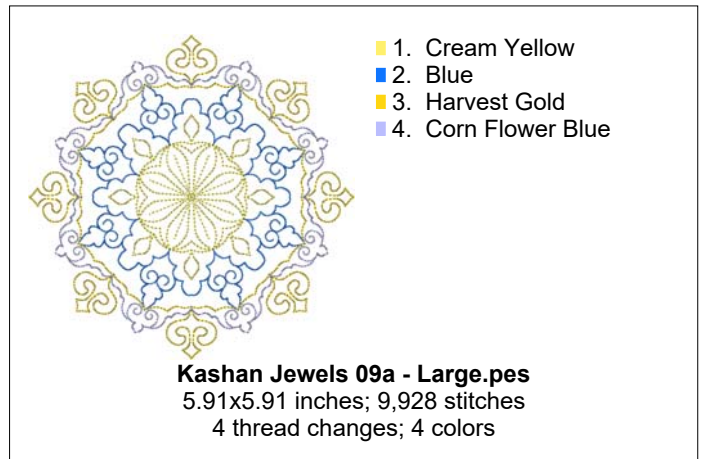 1. Cream Yellow
2. Blue
3. Harvest Gold
4. Corn Flower Blue
Kashan Jewels 09a - Large.pes
5.91x5.91 inches; 9,928 stitches
4 thread changes; 4 colors